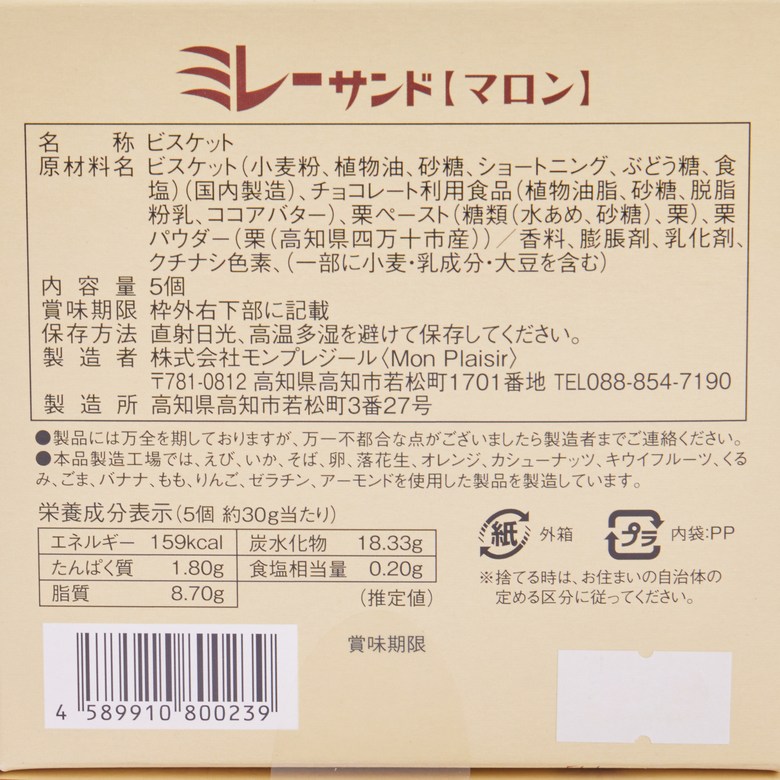 ミレーサンド【マロン】
名称 ビスケット
原材料名 ビスケット(小麦粉、植物油、砂糖、ショートニング、ぶどう糖、食
塩)(国内製造)、チョコレート利用食品(植物油脂、砂糖、脱脂
粉乳、ココアバター)、栗ペースト(糖類(水あめ、砂糖)、栗)、栗
パウダー(栗(高知県四万十市産))/香料、膨脹剤、乳化剤、
クチナシ色素、(一部に小麦・乳成分・大豆を含む)
内容量 5個
賞味期限 枠外右下部に記載
保存方法 直射日光、高温多湿を避けて保存してください。
製造者 株式会社モンプレジール〈Mon Plaisir〉
〒781-0812 高知県高知市若松町1701番地 TEL088-854-7190
製造所 高知県高知市若松町3番27号
●製品には万全を期しておりますが、万一不都合な点がございましたら製造者までご連絡ください。
●本品製造工場では、えび、いか、そば、卵、落花生、オレンジ、カシューナッツ、キウイフルーツ、くる
み、ごま、バナナ、もも、りんご、ゼラチン、アーモンドを使用した製品を製造しています。
栄養成分表示(5個 約30g当たり)
エネルギー 159kcal 炭水化物 18.33g
たんぱく質 1.80g 食塩相当量 0.20g
脂質 8.70g (推定値)
紙 外箱 プラ 内袋:PP
※捨てる時は、お住まいの自治体の
定める区分に従ってください。
賞味期限
4 589910 800239